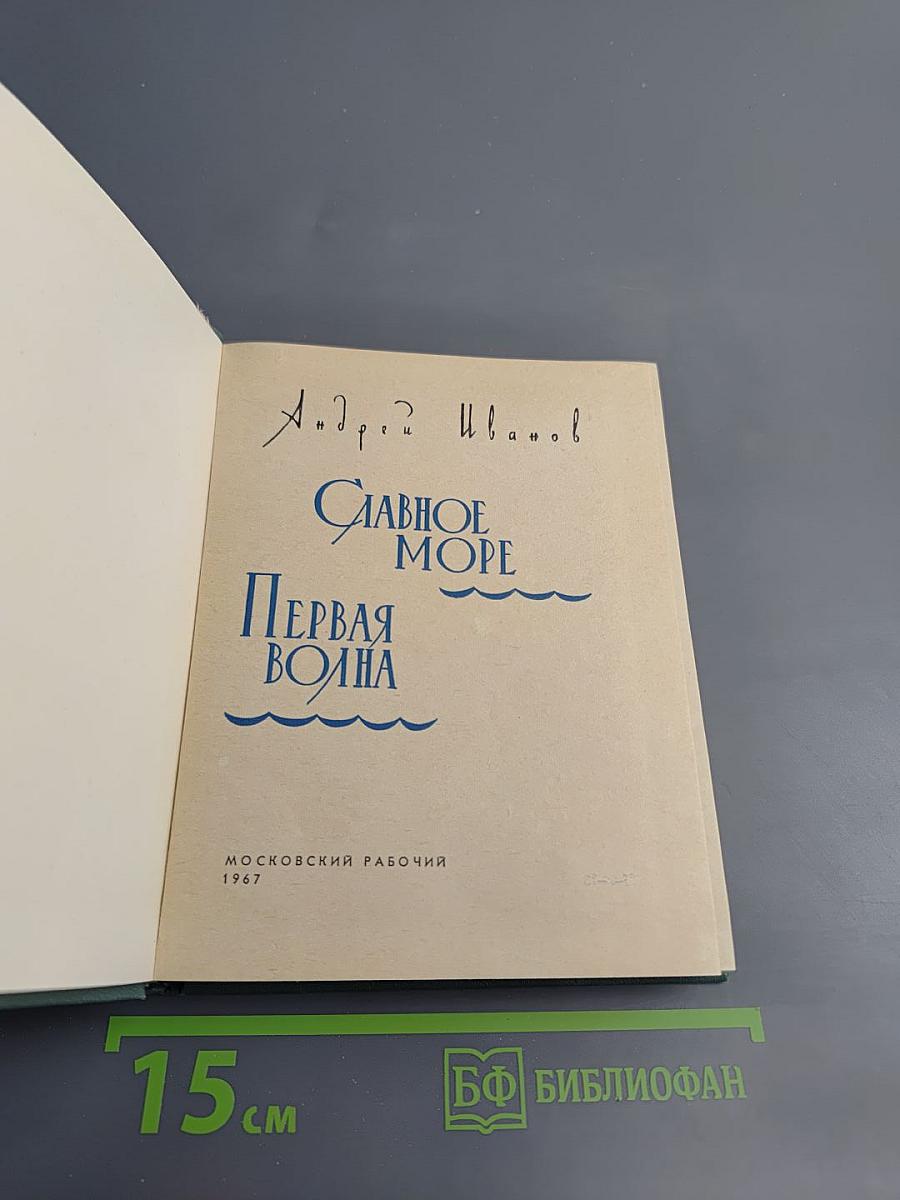 Андрей Иванов
СЛАВНОЕ
МОРЕ
ПЕРВАЯ
ВОЛНА
МОСКОВСКИЙ РАБОЧИЙ
1967
15 см
БФ БИБЛИОФАН